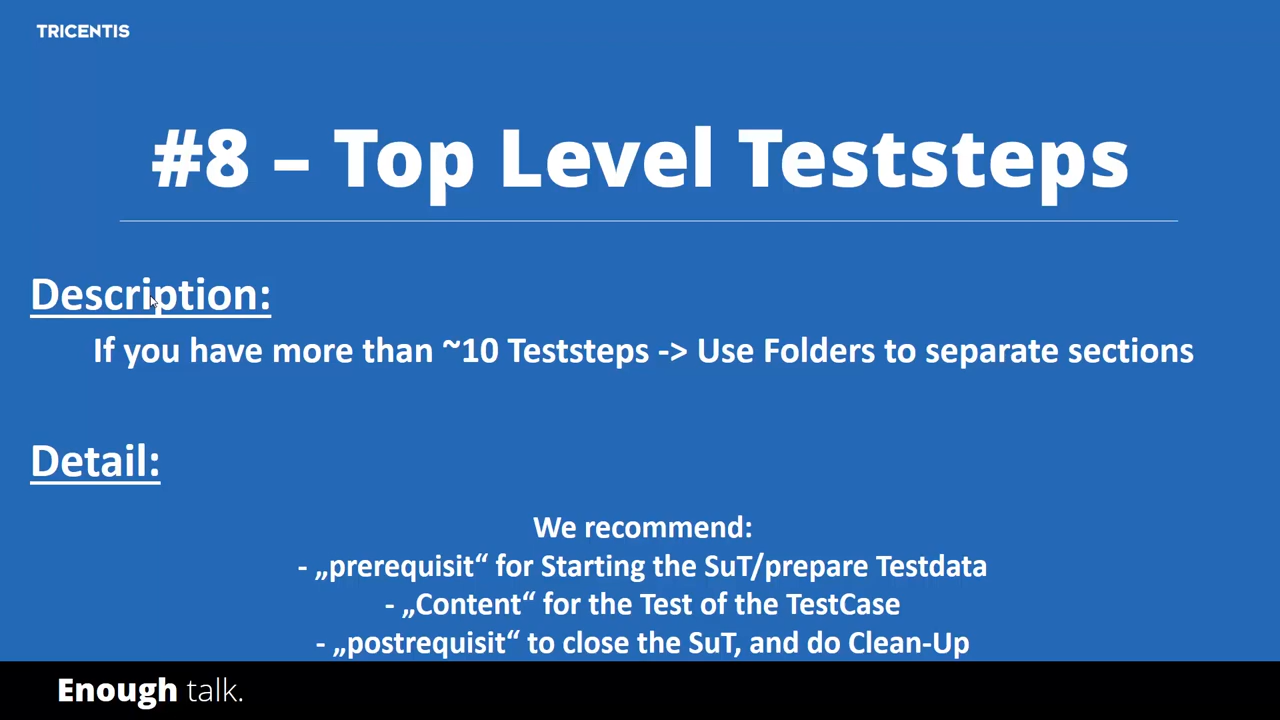 TRICENTIS
#8 – Top Level Teststeps
Description:
If you have more than ~10 Teststeps -> Use Folders to separate sections
Detail:
We recommend:
- „prerequisit“ for Starting the SuT/prepare Testdata
- „Content“ for the Test of the TestCase
- „postrequisit“ to close the SuT, and do Clean-Up
Enough talk.